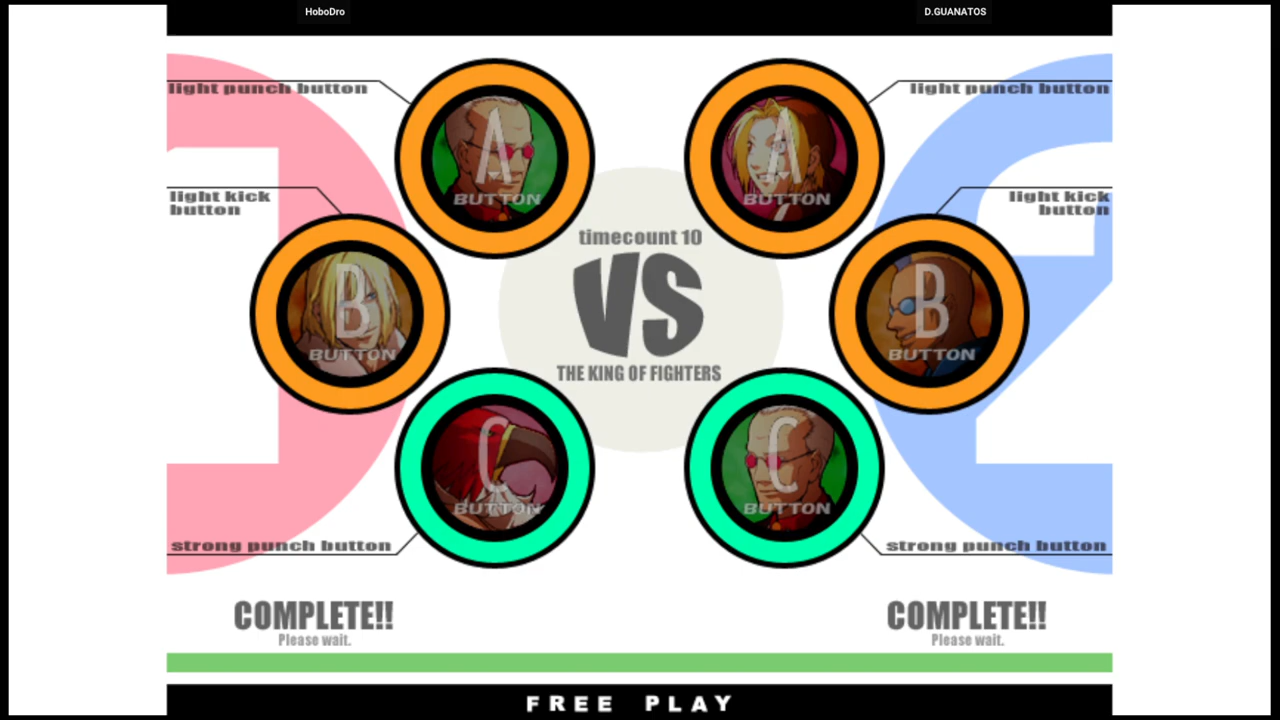 HoboDro
D.GUANATOS
light punch button
light punch button
A
BUTTON
A
BUTTON
light kick
button
light kick
button
B
BUTTON
B
BUTTON
timecount 10
VS
THE KING OF FIGHTERS
C
BUTTON
C
BUTTON
strong punch button
strong punch button
COMPLETE!!
Please wait.
COMPLETE!!
Please wait.
FREE PLAY